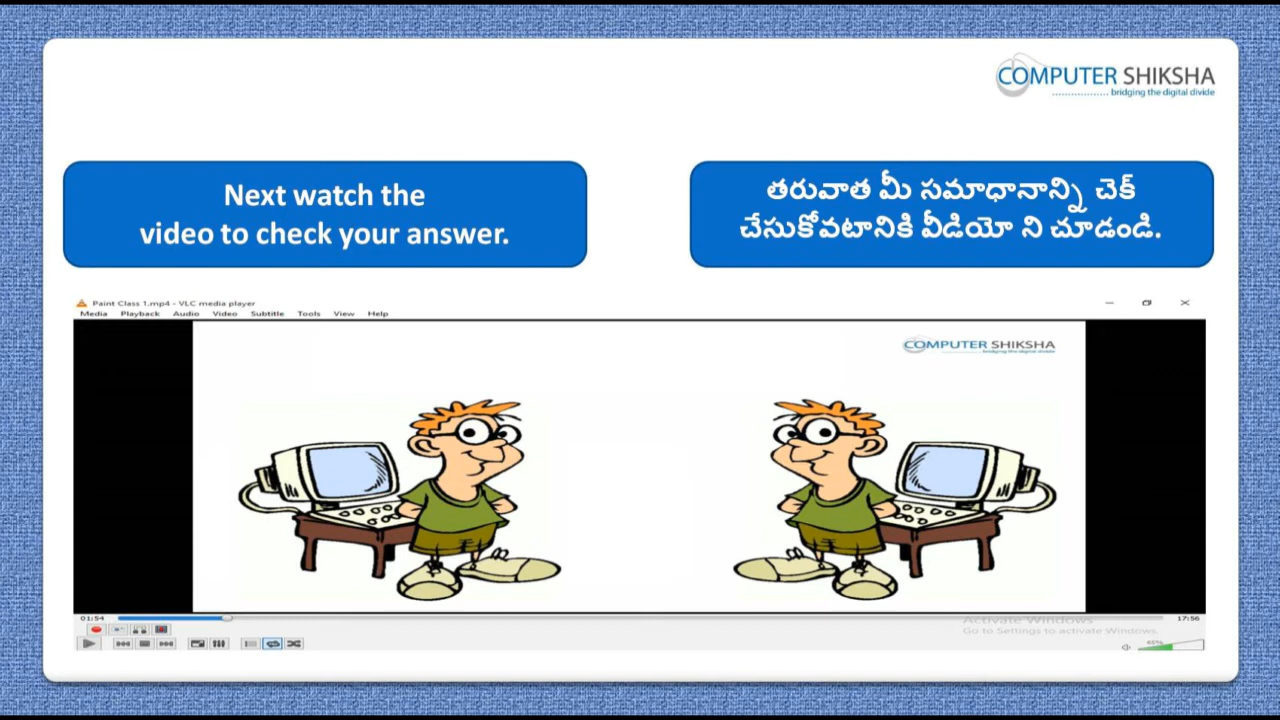 COMPUTER SHIKSHA
bridging the digital divide
Next watch the
video to check your answer.
తరువాత మీ సమాధానాన్ని చెక్
చేసుకోవటానికి వీడియో ని చూడండి.
Paint Class 1.mp4 - VLC media player
Media Playback Audio Video Subtitle Tools View Help
COMPUTER SHIKSHA
bridging the digital divide
01:54
17:56
Activate Windows
Go to Settings to activate Windows.
65%